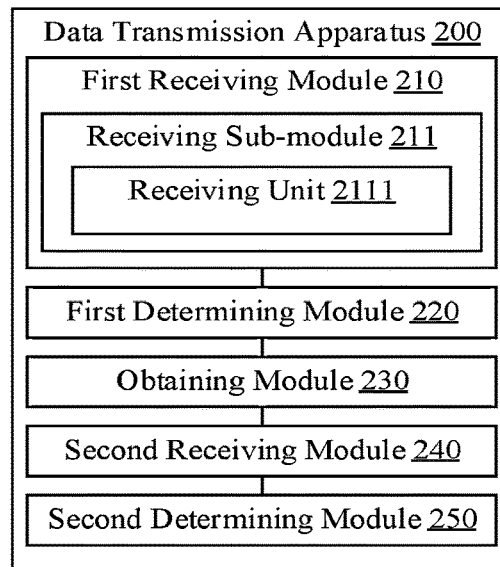 Data Transmission Apparatus 200
First Receiving Module 210
Receiving Sub-module 211
Receiving Unit 2111
First Determining Module 220
Obtaining Module 230
Second Receiving Module 240
Second Determining Module 250